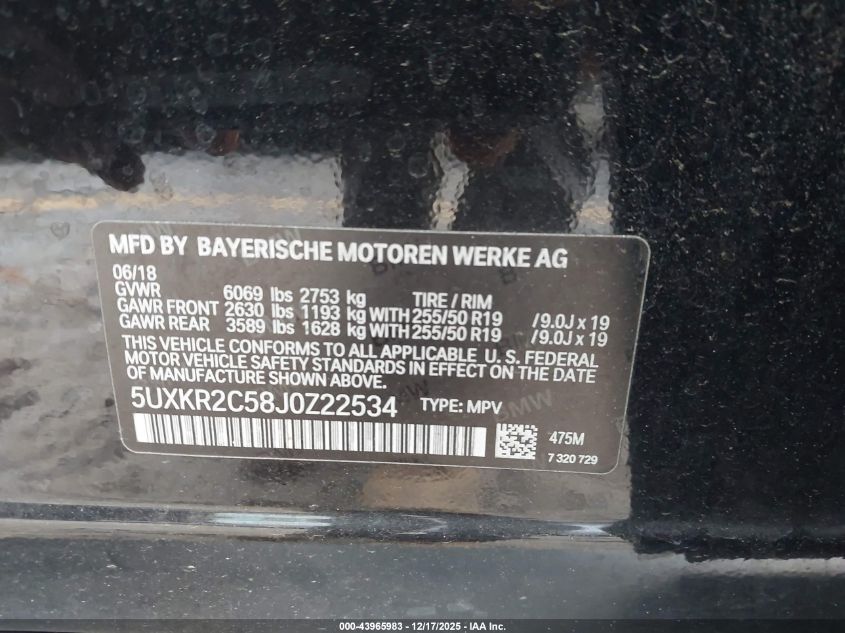 MFD BY BAYERISCHE MOTOREN WERKE AG
06/18
GVWR 6069 lbs 2753 kg TIRE / RIM
GAWR FRONT 2630 lbs 1193 kg WITH 255/50 R19 /9.0J x 19
GAWR REAR 3589 lbs 1628 kg WITH 255/50 R19 /9.0J x 19
THIS VEHICLE CONFORMS TO ALL APPLICABLE U.S. FEDERAL
MOTOR VEHICLE SAFETY STANDARDS IN EFFECT ON THE DATE
OF MANUFACTURE SHOWN ABOVE.
5UXKR2C58J0Z22534 TYPE: MPV
475M
7 320 729
000-43965983 – 12/17/2025 – IAA Inc.